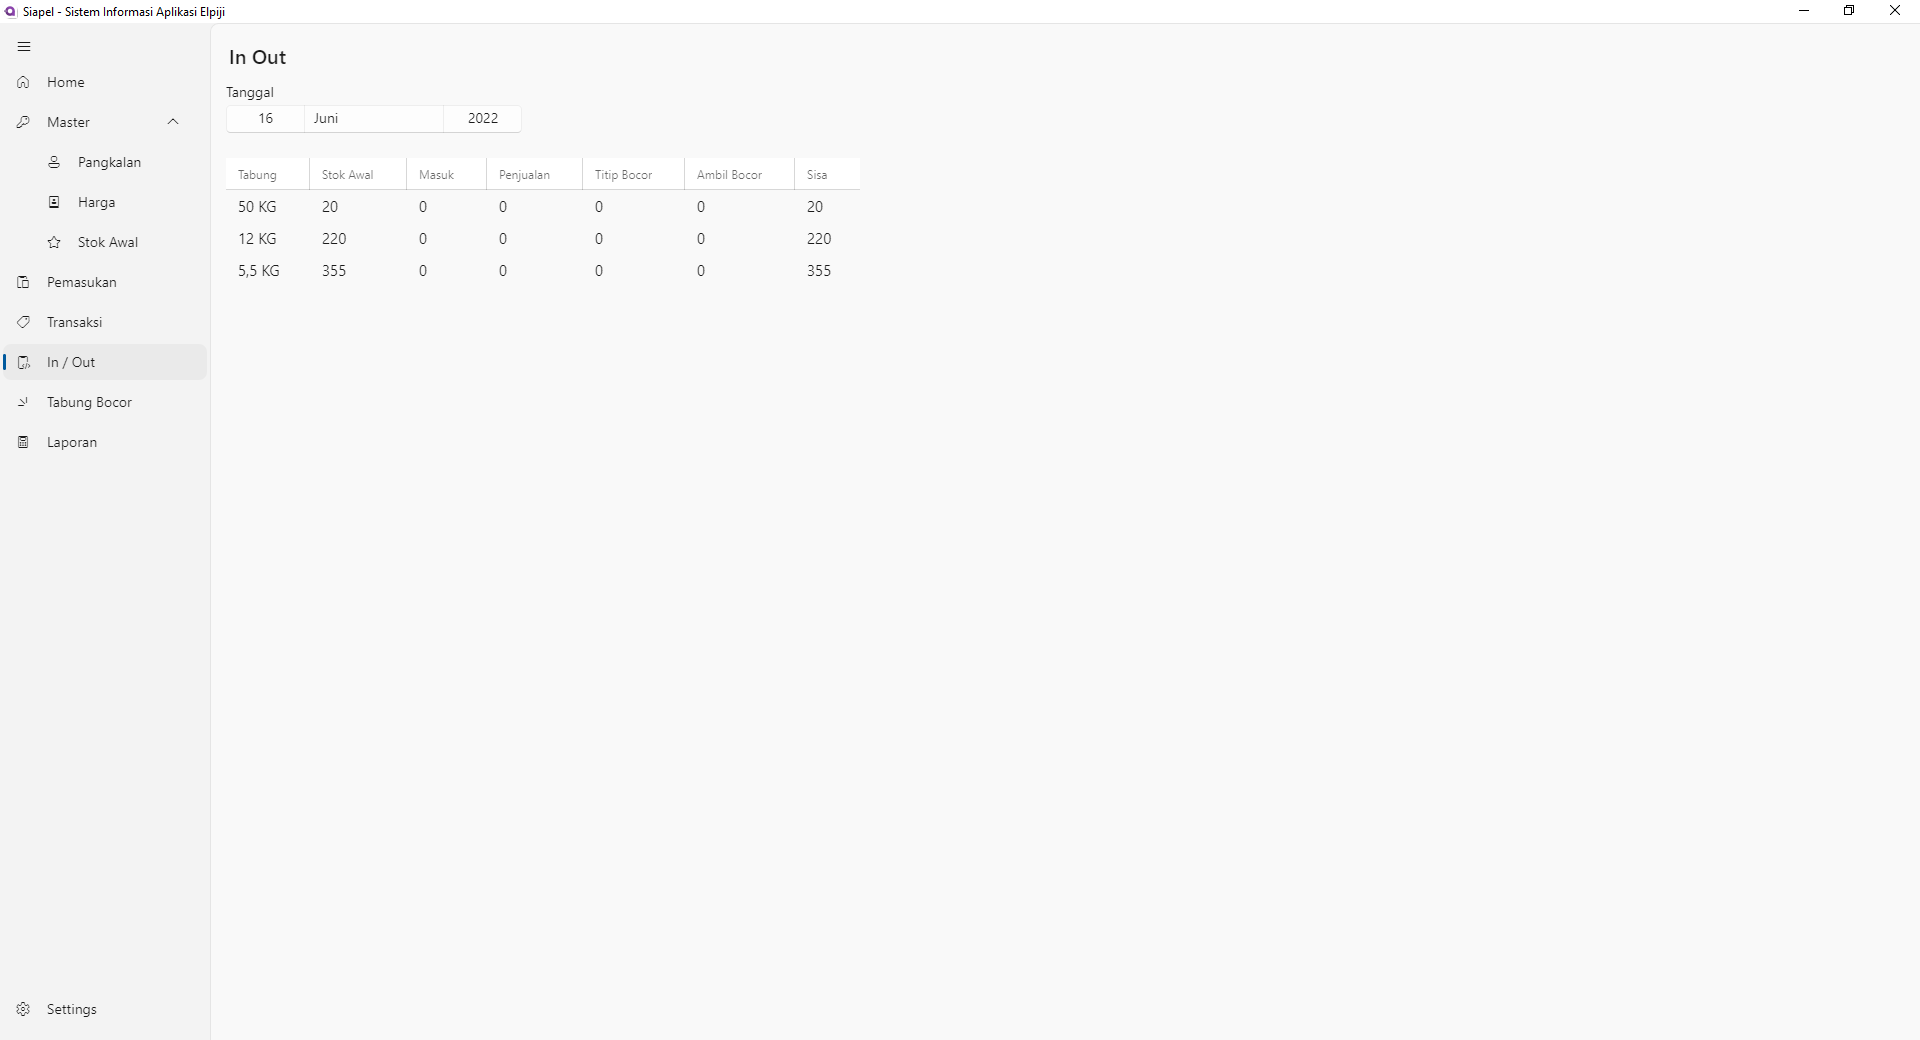 Siapel - Sistem Informasi Aplikasi Elpiji
Home
Master
Pangkalan
Harga
Stok Awal
Pemasukan
Transaksi
In / Out
Tabung Bocor
Laporan
Settings
In Out
Tanggal
16 Juni 2022
Tabung Stok Awal Masuk Penjualan Titip Bocor Ambil Bocor Sisa
50 KG 20 0 0 0 0 20
12 KG 220 0 0 0 0 220
5,5 KG 355 0 0 0 0 355